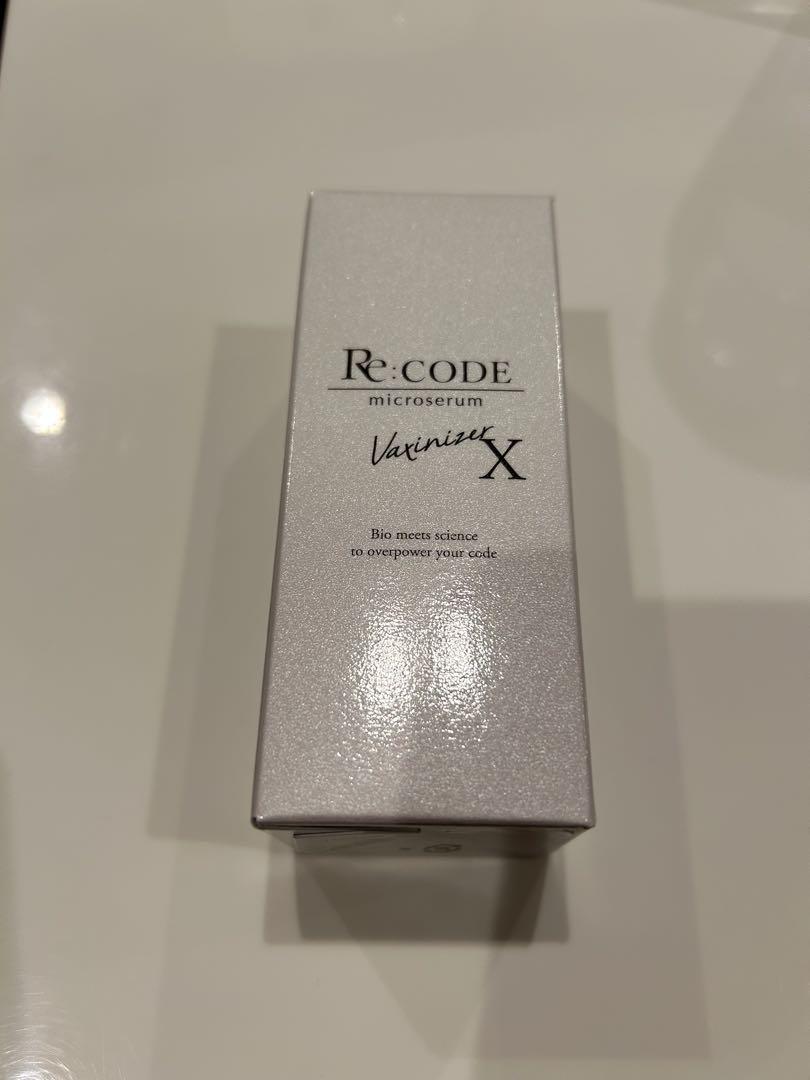 Re:CODE
microserum
Vaxinizer
X
Bio meets science
to overpower your code